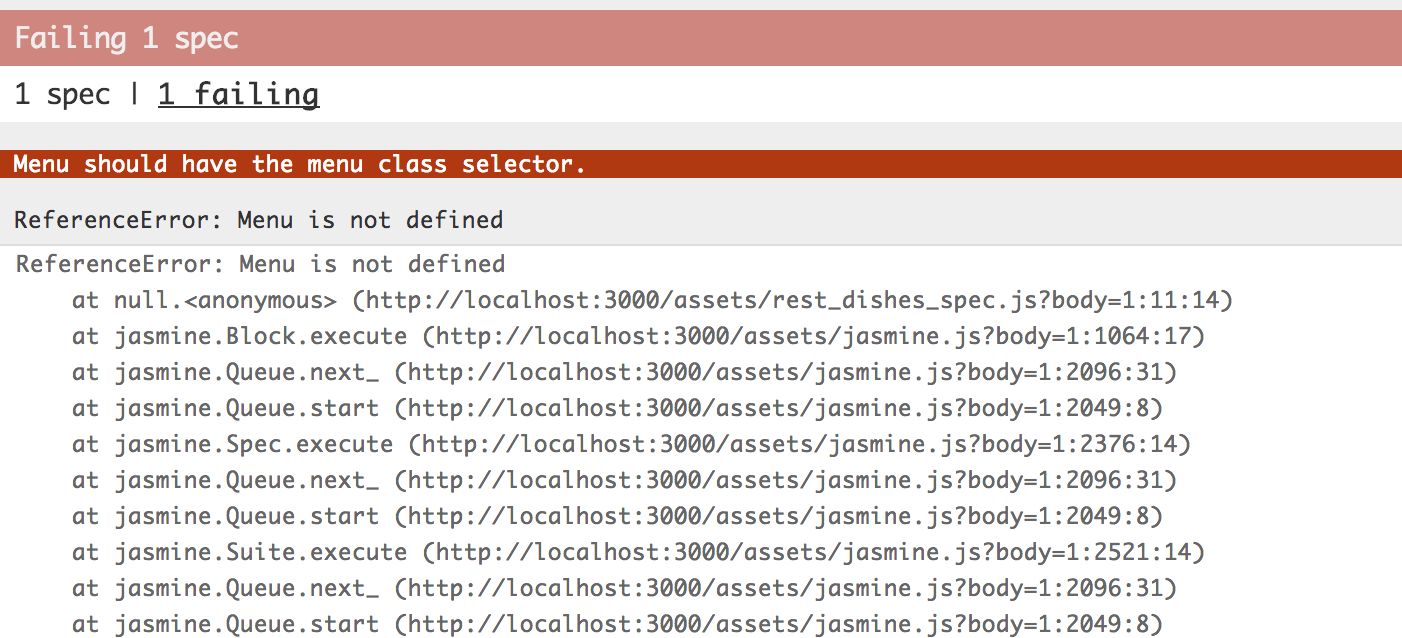 Failing 1 spec
1 spec | 1 failing
Menu should have the menu class selector.
ReferenceError: Menu is not defined
ReferenceError: Menu is not defined
    at null.<anonymous> (http://localhost:3000/assets/rest_dishes_spec.js?body=1:11:14)
    at jasmine.Block.execute (http://localhost:3000/assets/jasmine.js?body=1:1064:17)
    at jasmine.Queue.next_ (http://localhost:3000/assets/jasmine.js?body=1:2096:31)
    at jasmine.Queue.start (http://localhost:3000/assets/jasmine.js?body=1:2049:8)
    at jasmine.Spec.execute (http://localhost:3000/assets/jasmine.js?body=1:2376:14)
    at jasmine.Queue.next_ (http://localhost:3000/assets/jasmine.js?body=1:2096:31)
    at jasmine.Queue.start (http://localhost:3000/assets/jasmine.js?body=1:2049:8)
    at jasmine.Suite.execute (http://localhost:3000/assets/jasmine.js?body=1:2521:14)
    at jasmine.Queue.next_ (http://localhost:3000/assets/jasmine.js?body=1:2096:31)
    at jasmine.Queue.start (http://localhost:3000/assets/jasmine.js?body=1:2049:8)